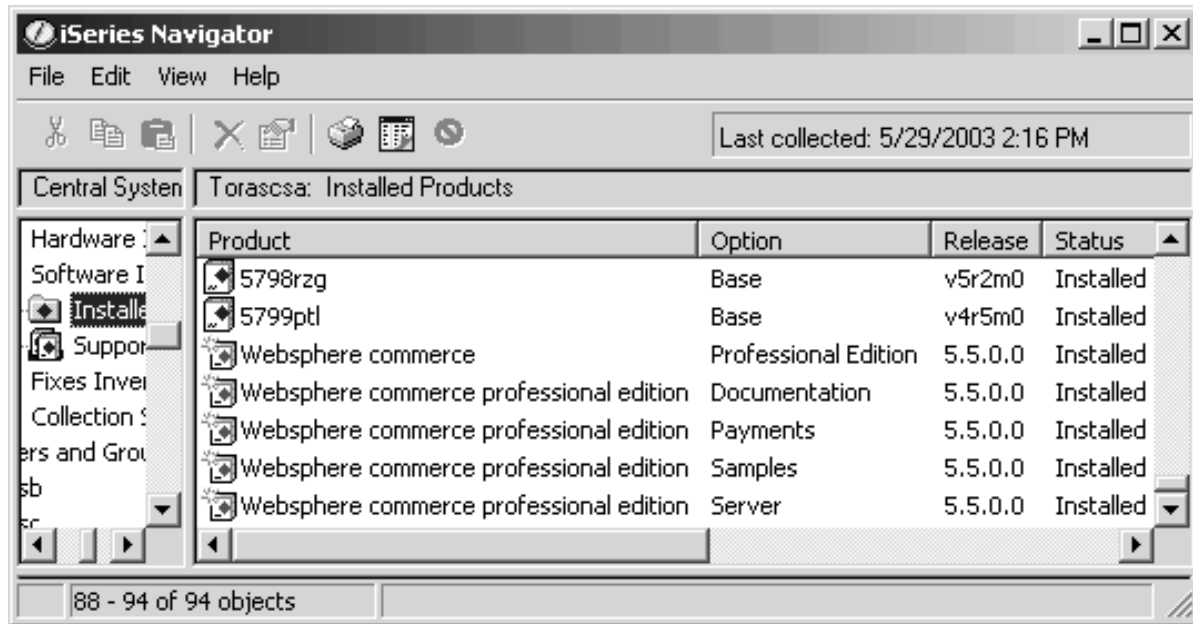 iSeries Navigator
File Edit View Help
Last collected: 5/29/2003 2:16 PM
Central System Torascsa: Installed Products
Hardware
Software I
Installe
Suppor
Fixes Inver
Collection S
ers and Grou
sb
sc
Product Option Release Status
5798rzg Base v5r2m0 Installed
5799ptl Base v4r5m0 Installed
Websphere commerce Professional Edition 5.5.0.0 Installed
Websphere commerce professional edition Documentation 5.5.0.0 Installed
Websphere commerce professional edition Payments 5.5.0.0 Installed
Websphere commerce professional edition Samples 5.5.0.0 Installed
Websphere commerce professional edition Server 5.5.0.0 Installed
88 - 94 of 94 objects